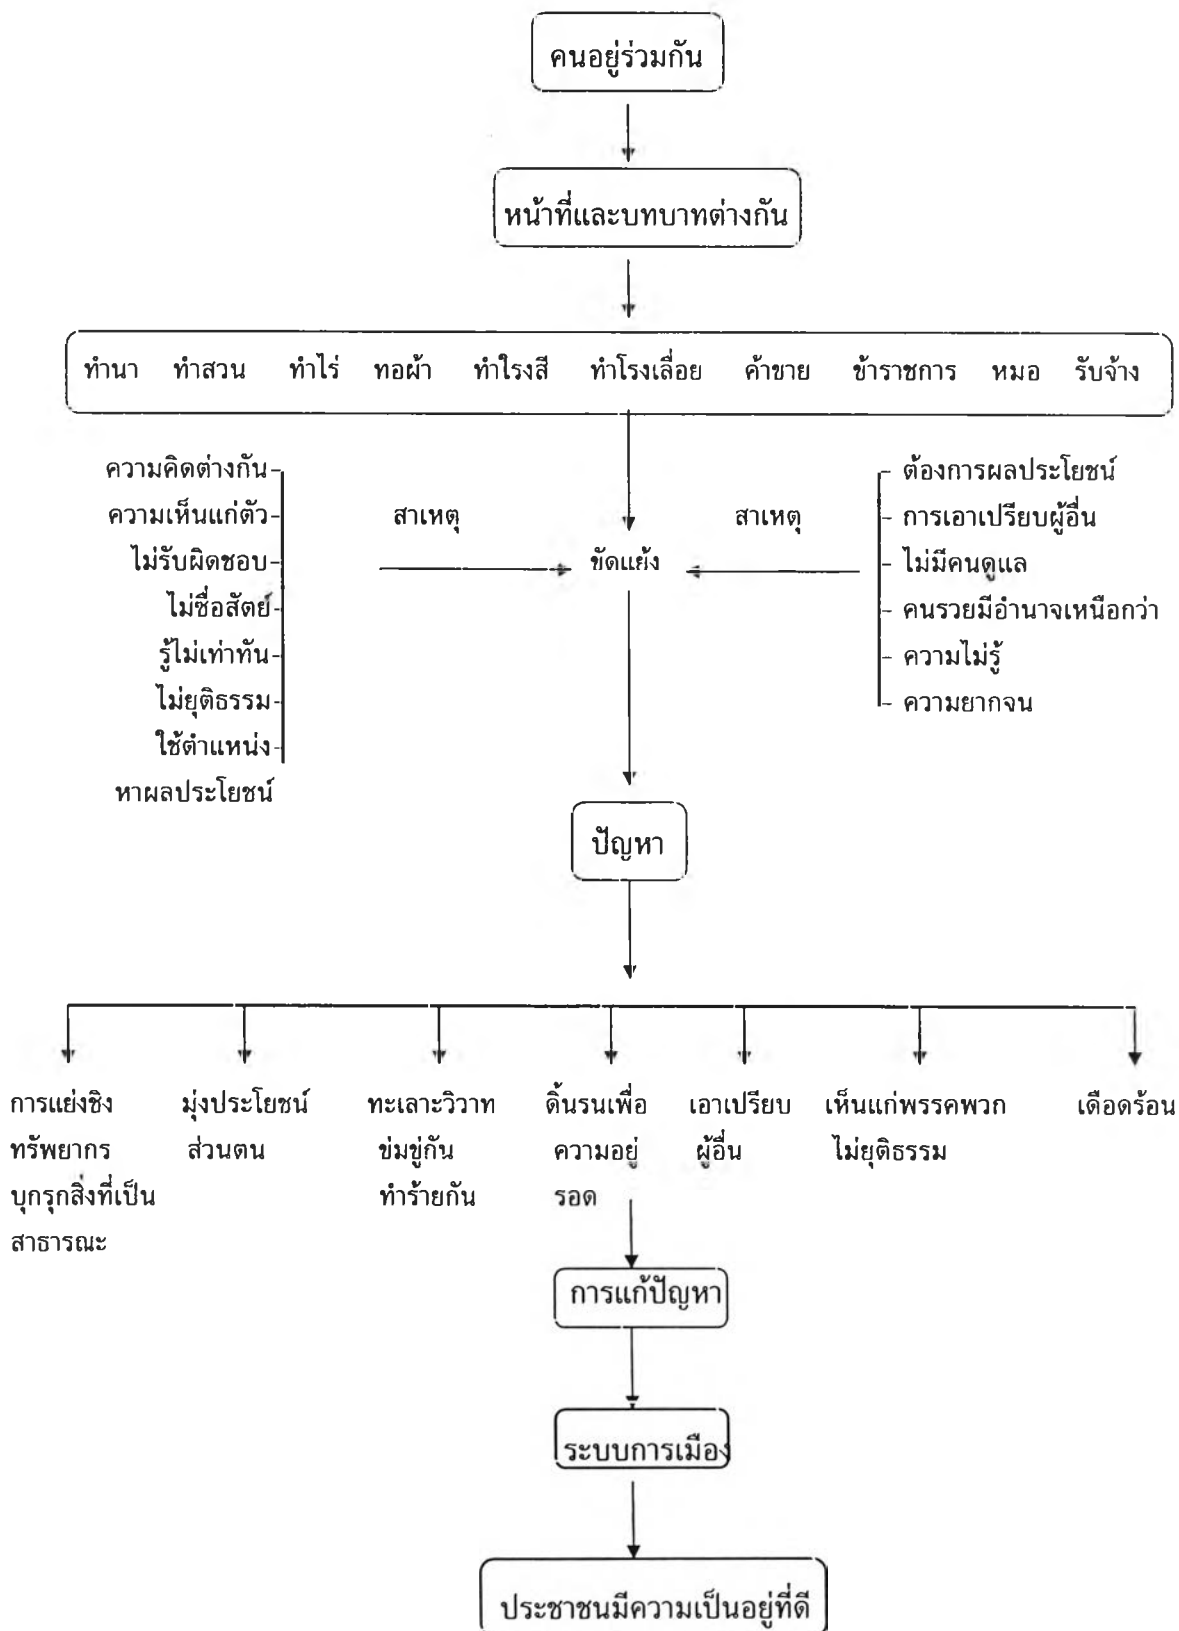 คนอยู่ร่วมกัน
หน้าที่และบทบาทต่างกัน
ทำนา ทำสวน ทำไร่ ทอผ้า ทำโรงสี ทำโรงเลื่อย ค้าขาย ข้าราชการ หมอ รับจ้าง
ความคิดต่างกัน-
ความเห็นแก่ตัว-
ไม่รับผิดชอบ-
ไม่ซื่อสัตย์
รู้ไม่เท่าทัน-
ไม่ยุติธรรม-
ใช้ตำแหน่ง-
หาผลประโยชน์
สาเหตุ
ขัดแย้ง
สาเหตุ
- ต้องการผลประโยชน์
- การเอาเปรียบผู้อื่น
- ไม่มีคนดูแล
- คนรวยมีอำนาจเหนือกว่า
- ความไม่รู้
- ความยากจน
ปัญหา
การแย่งชิง
ทรัพยากร
บุกรุกสิ่งที่เป็น
สาธารณะ
มุ่งประโยชน์
ส่วนตน
ทะเลาะวิวาท
ข่มขู่กัน
ทำร้ายกัน
ดิ้นรนเพื่อ
ความอยู่
รอด
เอาเปรียบ
ผู้อื่น
เห็นแก่พรรคพวก
ไม่ยุติธรรม
เดือดร้อน
การแก้ปัญหา
ระบบการเมือง
ประชาชนมีความเป็นอยู่ที่ดี